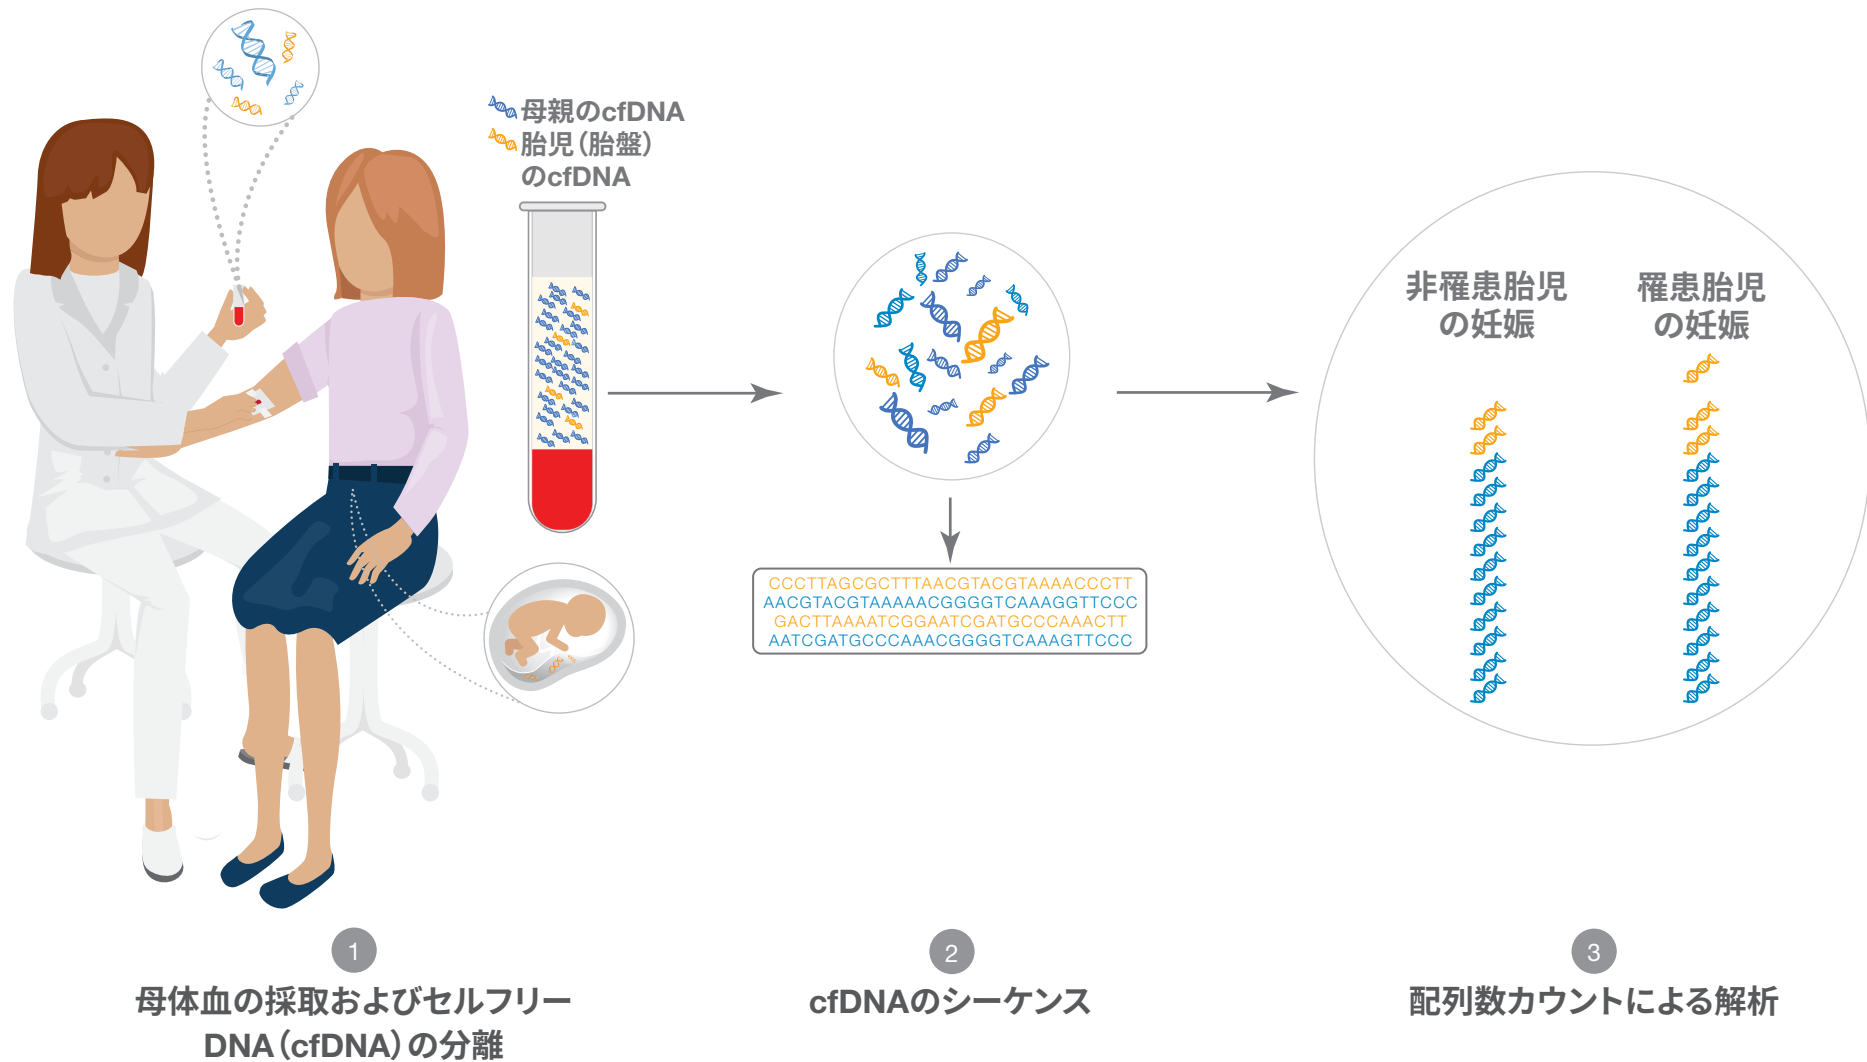 母親のcfDNA
胎児(胎盤)
のcfDNA
非罹患胎児
の妊娠
罹患胎児
の妊娠
CCCTTAGCGCTTTAACGTACGTAAAACCCTT
AACGTACGTAAAAACGGGGTCAAAGGTTCCC
GACTTAAAATCGGAATCGATGCCCAAACTT
AATCGATGCCCAAACGGGGTCAAAGTTCCC
1
母体血の採取およびセルフリー
DNA(cfDNA)の分離
2
cfDNAのシーケンス
3
配列数カウントによる解析